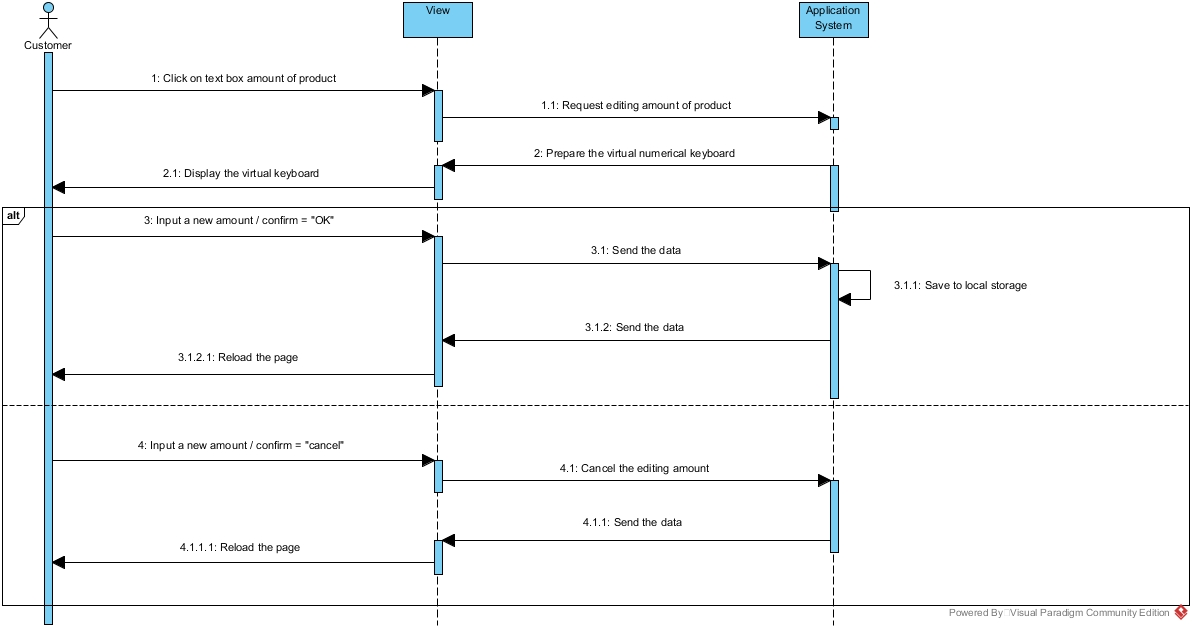 View
Application
System
Customer
1: Click on text box amount of product
1.1: Request editing amount of product
2: Prepare the virtual numerical keyboard
2.1: Display the virtual keyboard
alt
3: Input a new amount / confirm = "OK"
3.1: Send the data
3.1.1: Save to local storage
3.1.2: Send the data
3.1.2.1: Reload the page
4: Input a new amount / confirm = "cancel"
4.1: Cancel the editing amount
4.1.1: Send the data
4.1.1.1: Reload the page
Powered By Visual Paradigm Community Edition